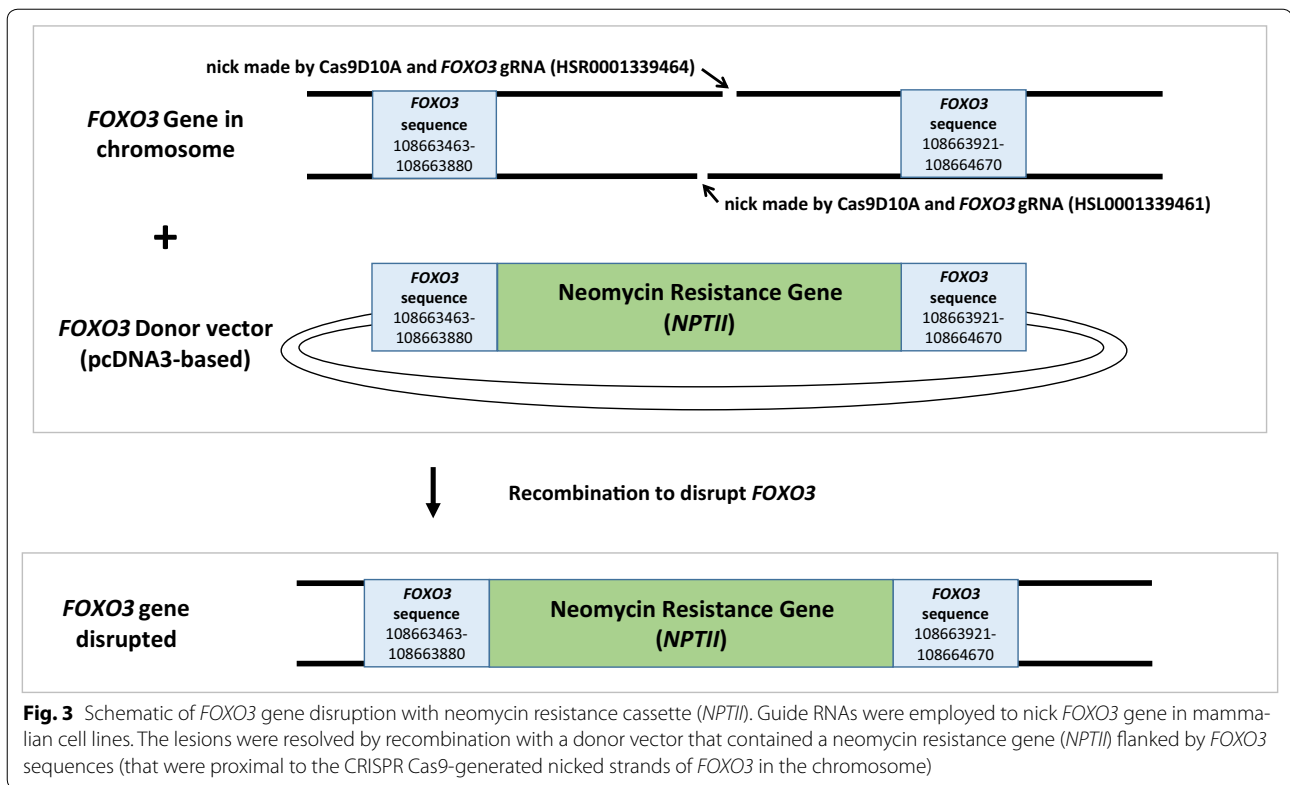 nick made by Cas9D10A and FOXO3 gRNA (HSR0001339464)
FOXO3 Gene in
chromosome
FOXO3
sequence
108663463-
108663880
FOXO3
sequence
108663921-
108664670
nick made by Cas9D10A and FOXO3 gRNA (HSL0001339461)
+
FOXO3 Donor vector
(pcDNA3-based)
FOXO3
sequence
108663463-
108663880
Neomycin Resistance Gene
(NPTII)
FOXO3
sequence
108663921-
108664670
Recombination to disrupt FOXO3
FOXO3 gene
disrupted
FOXO3
sequence
108663463-
108663880
Neomycin Resistance Gene
(NPTII)
FOXO3
sequence
108663921-
108664670
Fig. 3 Schematic of FOXO3 gene disruption with neomycin resistance cassette (NPTII). Guide RNAs were employed to nick FOXO3 gene in mamma-
lian cell lines. The lesions were resolved by recombination with a donor vector that contained a neomycin resistance gene (NPTII) flanked by FOXO3
sequences (that were proximal to the CRISPR Cas9-generated nicked strands of FOXO3 in the chromosome)